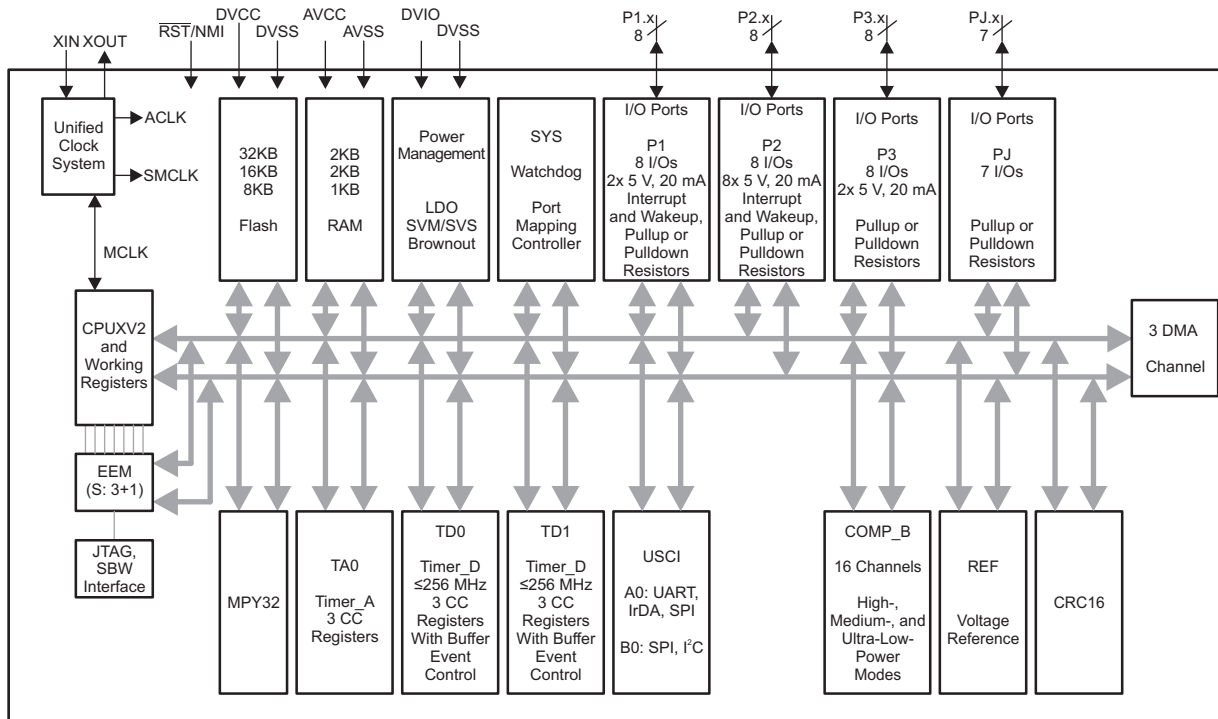 XIN XOUT
RST/NMI
DVCC
DVSS
AVCC
AVSS
DVIO
DVSS
P1.x
8
P2.x
8
P3.x
8
PJ.x
7
Unified
Clock
System
ACLK
SMCLK
MCLK
32KB
16KB
8KB
Flash
2KB
2KB
1KB
RAM
Power
Management
LDO
SVM/SVS
Brownout
SYS
Watchdog
Port
Mapping
Controller
I/O Ports
P1
8 I/Os
2x 5 V, 20 mA
Interrupt
and Wakeup,
Pullup or
Pulldown
Resistors
I/O Ports
P2
8 I/Os
8x 5 V, 20 mA
Interrupt
and Wakeup,
Pullup or
Pulldown
Resistors
I/O Ports
P3
8 I/Os
2x 5 V, 20 mA
Pullup or
Pulldown
Resistors
I/O Ports
PJ
7 I/Os
Pullup or
Pulldown
Resistors
CPUXV2
and
Working
Registers
3 DMA
Channel
EEM
(S: 3+1)
JTAG,
SBW
Interface
MPY32
TA0
Timer_A
3 CC
Registers
TD0
Timer_D
≤256 MHz
3 CC
Registers
With Buffer
Event
Control
TD1
Timer_D
≤256 MHz
3 CC
Registers
With Buffer
Event
Control
USCI
A0: UART,
IrDA, SPI
B0: SPI, I²C
COMP_B
16 Channels
High-,
Medium-, and
Ultra-Low-
Power
Modes
REF
Voltage
Reference
CRC16